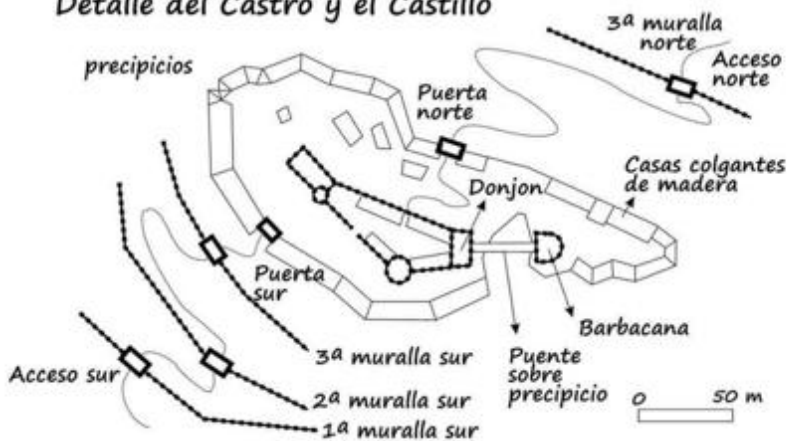 Detalle del Castro y el Castillo
3ª muralla
norte
Acceso
norte
precipicios
Puerta
norte
Casas colgantes
de madera
Donjon
Puerta
sur
Barbacana
Puente
sobre
precipicio
3ª muralla sur
Acceso sur
2ª muralla sur
1ª muralla sur
0 50 m